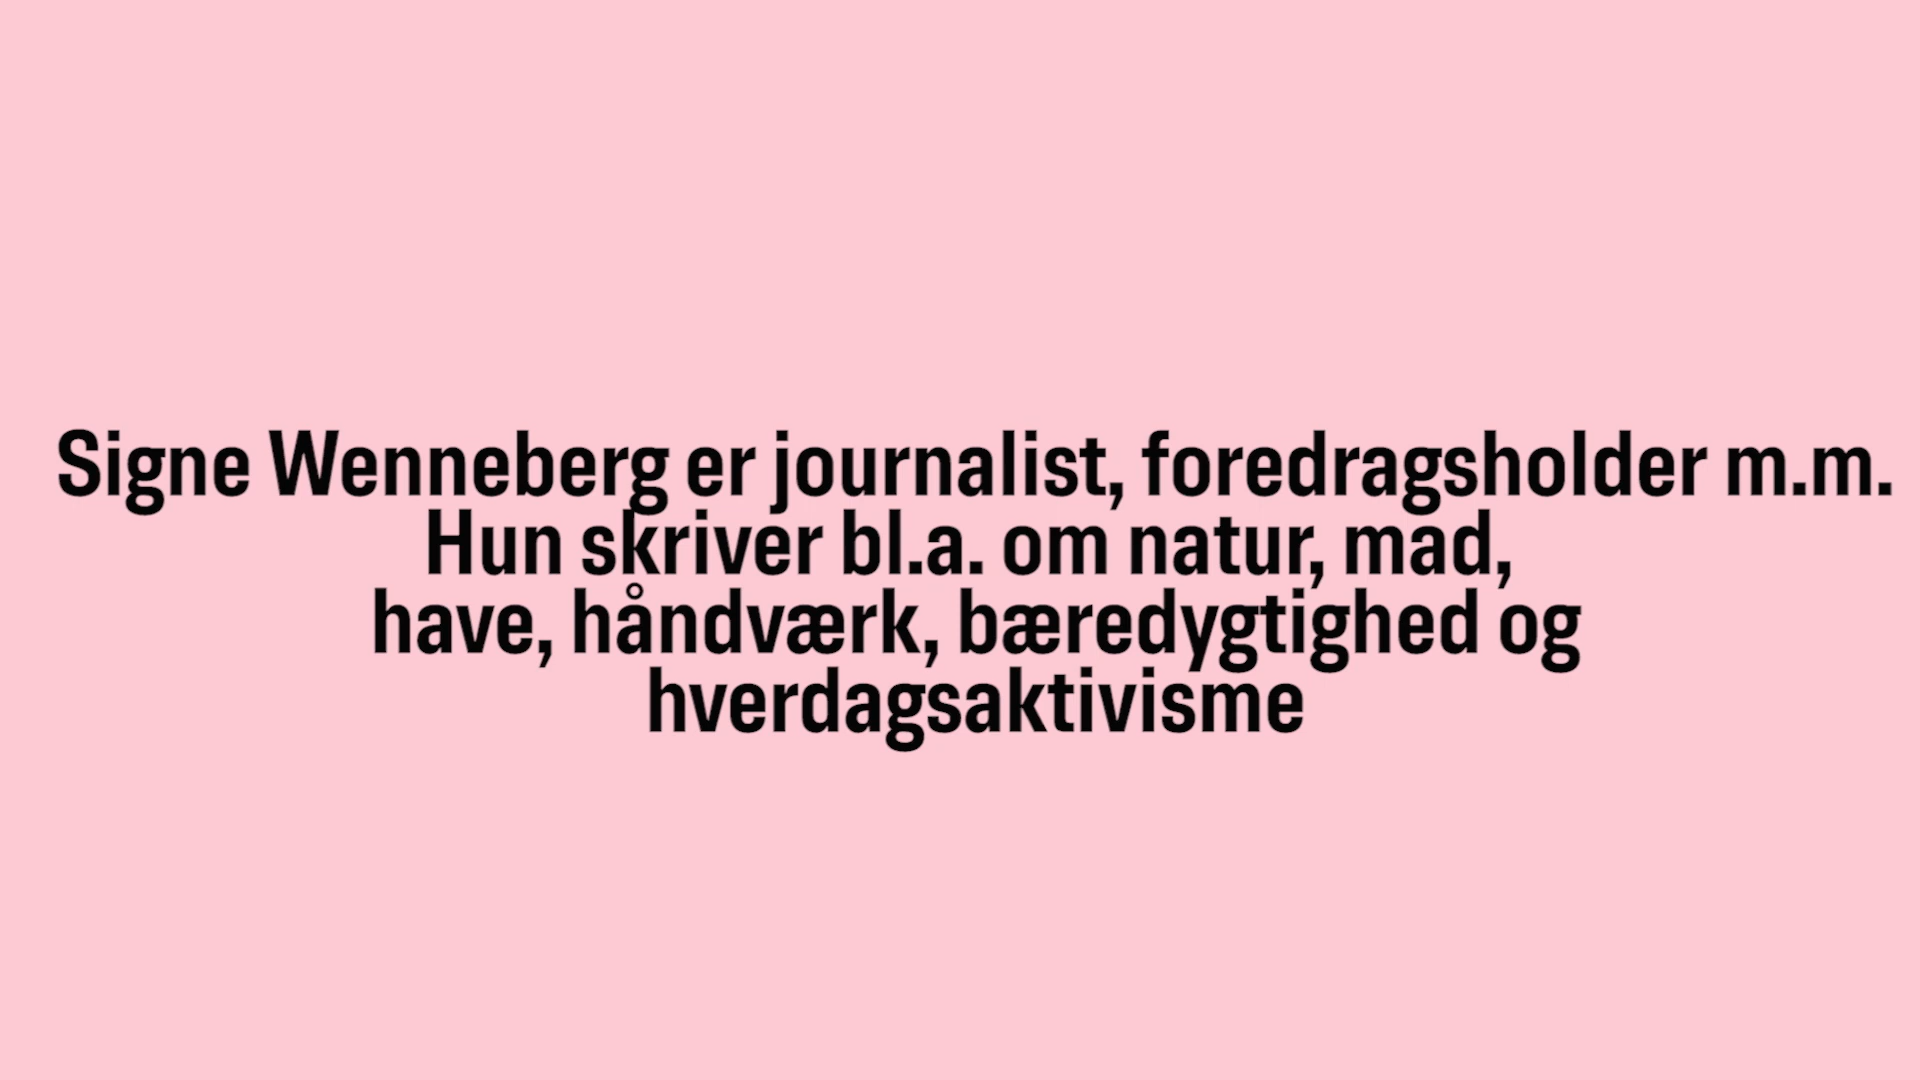 Signe Wenneberg er journalist, foredragsholder m.m.
Hun skriver bl.a. om natur, mad,
have, håndværk, bæredygtighed og
hverdagsaktivisme